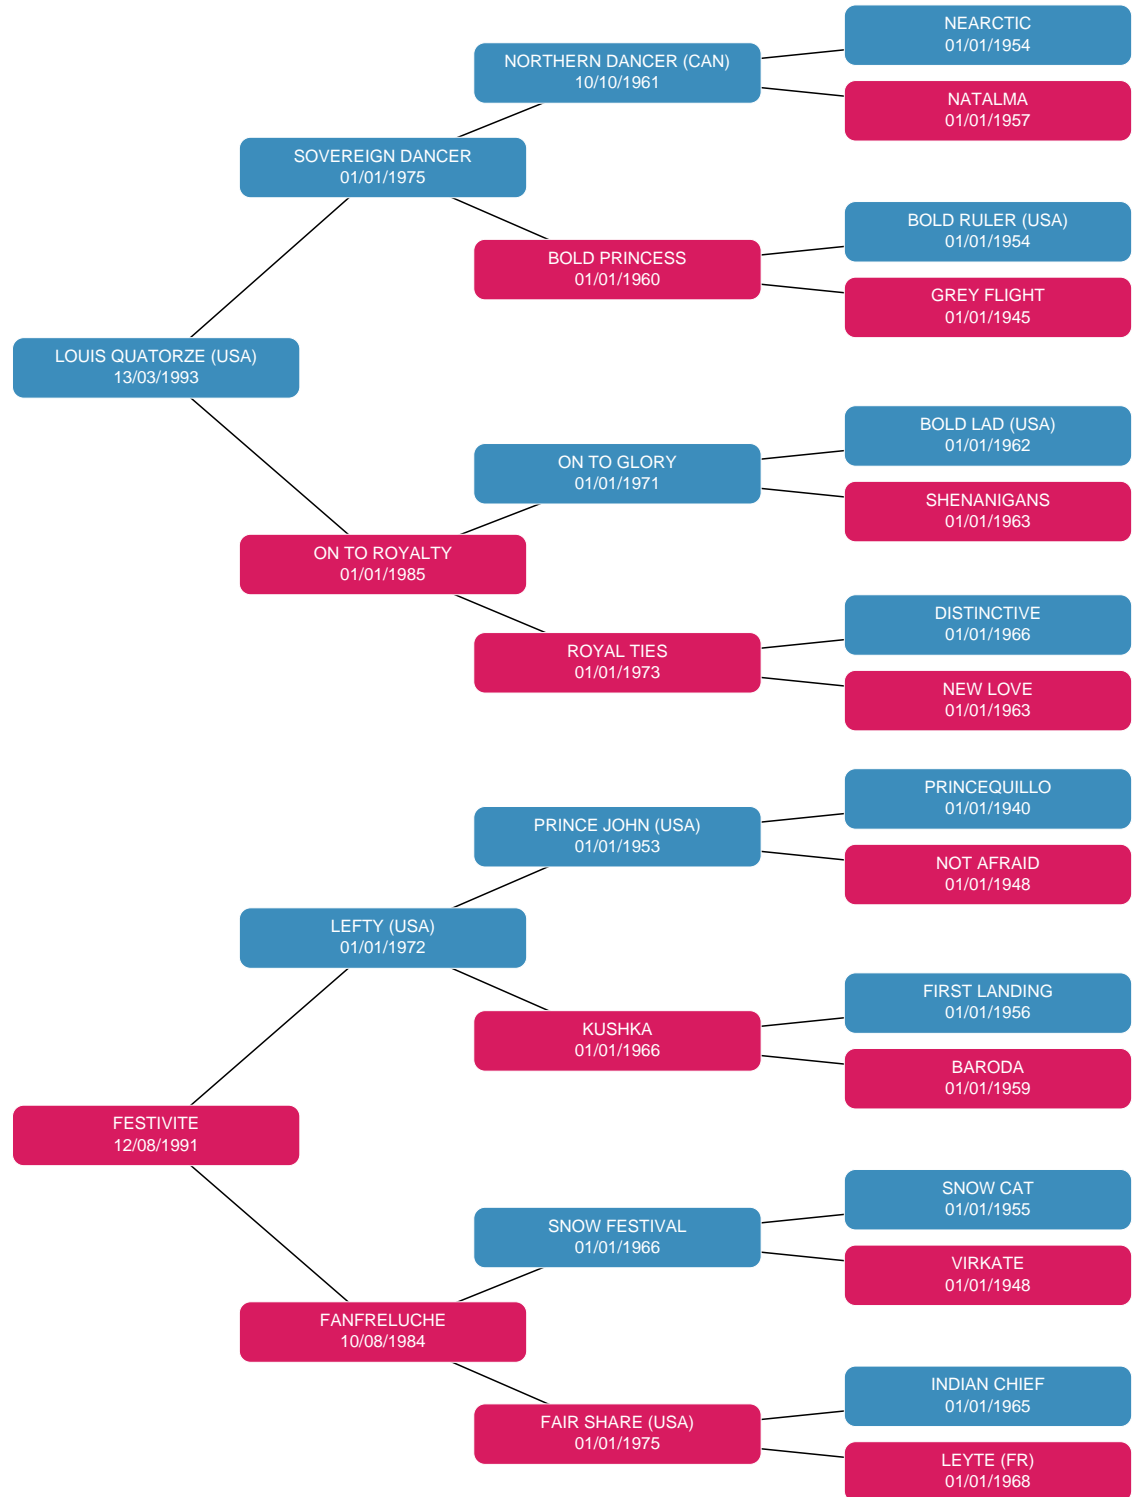 NEARCTIC
01/01/1954
NORTHERN DANCER (CAN)
10/10/1961
NATALMA
01/01/1957
SOVEREIGN DANCER
01/01/1975
BOLD RULER (USA)
01/01/1954
BOLD PRINCESS
01/01/1960
GREY FLIGHT
01/01/1945
LOUIS QUATORZE (USA)
13/03/1993
BOLD LAD (USA)
01/01/1962
ON TO GLORY
01/01/1971
SHENANIGANS
01/01/1963
ON TO ROYALTY
01/01/1985
DISTINCTIVE
01/01/1966
ROYAL TIES
01/01/1973
NEW LOVE
01/01/1963
PRINCEQUILLO
01/01/1940
PRINCE JOHN (USA)
01/01/1953
NOT AFRAID
01/01/1948
LEFTY (USA)
01/01/1972
FIRST LANDING
01/01/1956
KUSHKA
01/01/1966
BARODA
01/01/1959
FESTIVITE
12/08/1991
SNOW CAT
01/01/1955
SNOW FESTIVAL
01/01/1966
VIRKATE
01/01/1948
FANFRELUCHE
10/08/1984
INDIAN CHIEF
01/01/1965
FAIR SHARE (USA)
01/01/1975
LEYTE (FR)
01/01/1968